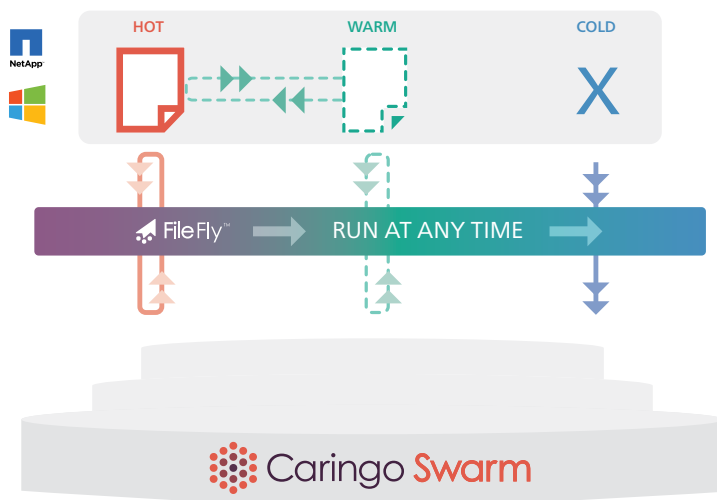 HOT
WARM
COLD
NetApp
X
FileFly™
RUN AT ANY TIME
Caringo Swarm